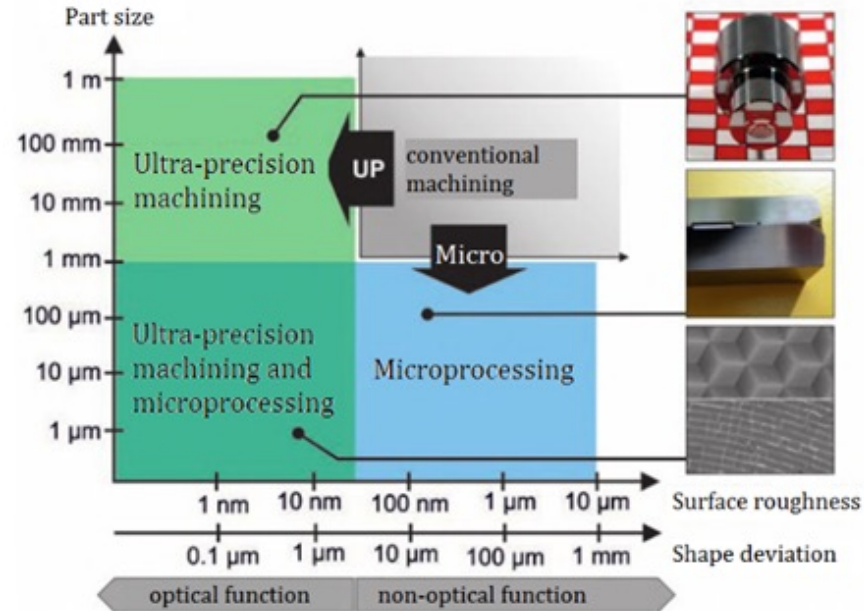 Part size
1 m
100 mm
10 mm
1 mm
100 µm
10 µm
1 µm
Ultra-precision
machining
UP
conventional
machining
Micro
Ultra-precision
machining and
microprocessing
Microprocessing
1 nm
10 nm
100 nm
1 µm
10 µm
Surface roughness
0.1 µm
1 µm
10 µm
100 µm
1 mm
Shape deviation
optical function
non-optical function